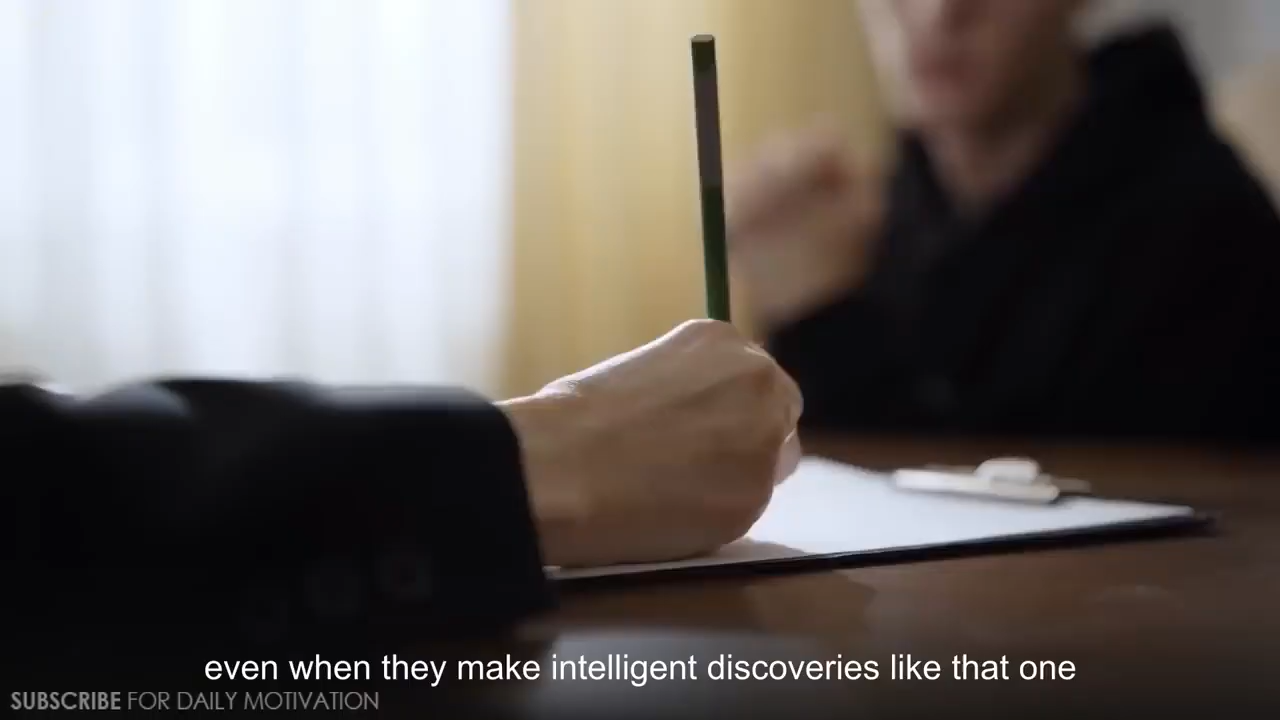 even when they make intelligent discoveries like that one
SUBSCRIBE FOR DAILY MOTIVATION